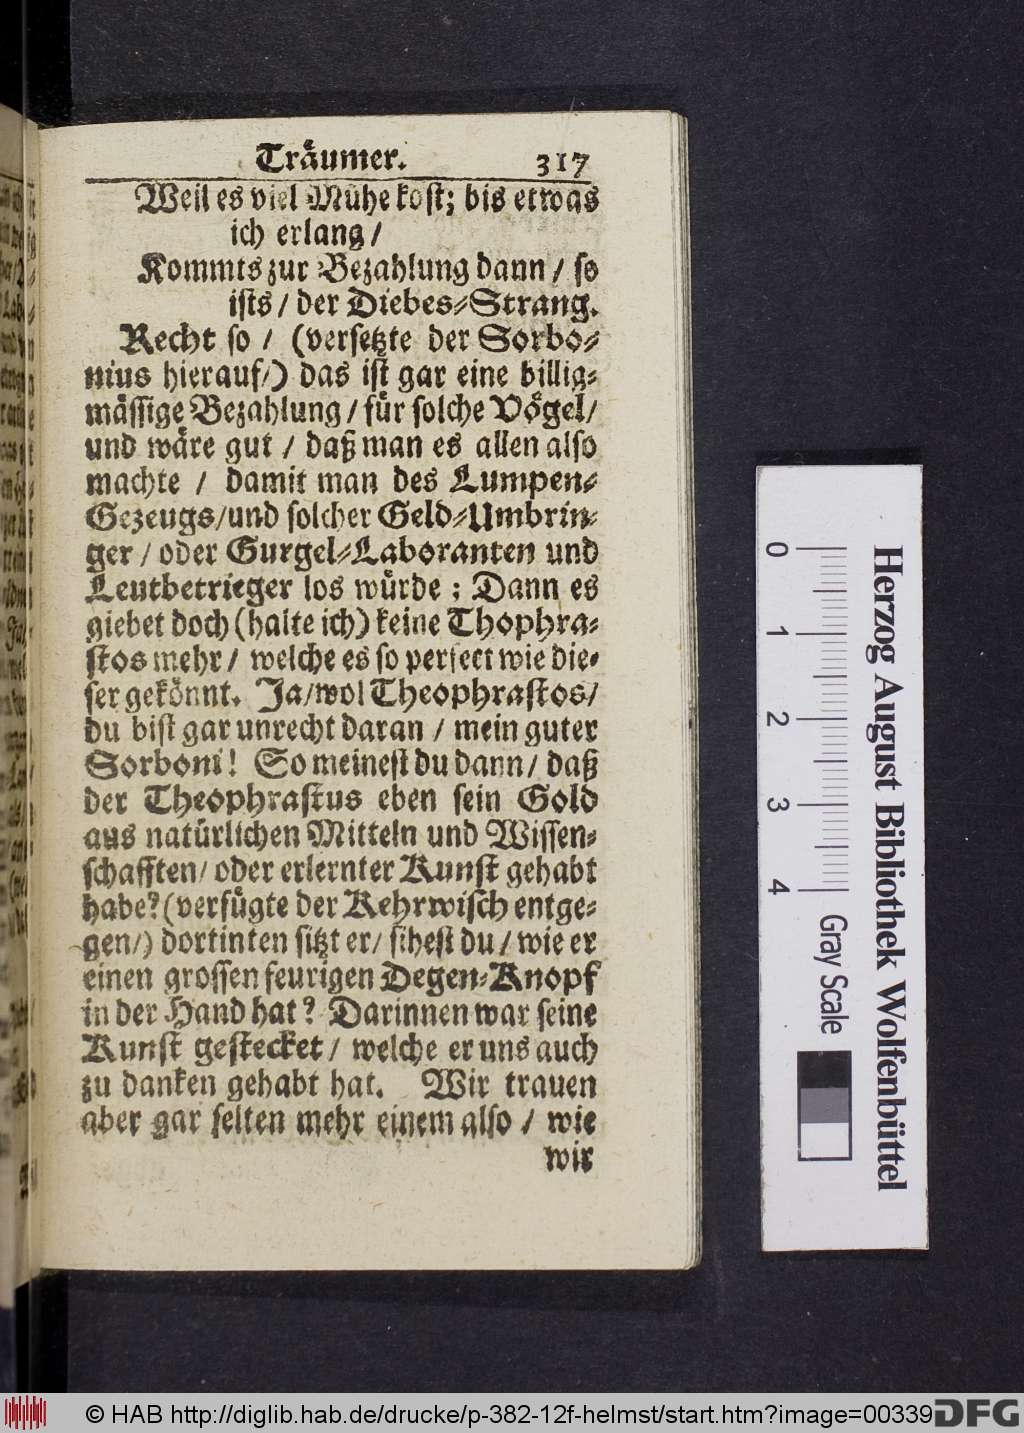 Träumer. 317
Weil es viel Mühe kost; bis etwas
ich erlang /
Kommts zur Bezahlung dann / so
ists / der Diebes-Strang.
Recht so / (versetzte der Sorbo-
nius hierauf/) das ist gar eine billig-
mässige Bezahlung / für solche Vögel /
und wäre gut / daß man es allen also
machte / damit man des Lumpen-
Gezeugs / und solcher Geld-Umbrin-
ger / oder Gurgel-Laboranten und
Leutbetrieger los würde ; Dann es
giebet doch (halte ich) keine Thophra-
stos mehr / welche es so perfect wie die-
ser gekönnt. Ja / wol Theophrastos /
du bist gar unrecht daran / mein guter
Sorboni! So meinest du dann / daß
der Theophrastus eben sein Gold
aus natürlichen Mitteln und Wissen-
schafften / oder erlernter Kunst gehabt
habe? (verfügte der Kehrwisch entge-
gen/) dortinten sitzt er / sihest du / wie er
einen grossen feurigen Degen-Knopf
in der Hand hat? Darinnen war seine
Kunst gestecket / welche er uns auch
zu danken gehabt hat. Wir trauen
aber gar selten mehr einem also / wie
wir
0 1 2 3 4
Gray Scale
Herzog August Bibliothek Wolfenbüttel
© HAB http://diglib.hab.de/drucke/p-382-12f-helmst/start.htm?image=00339
DFG